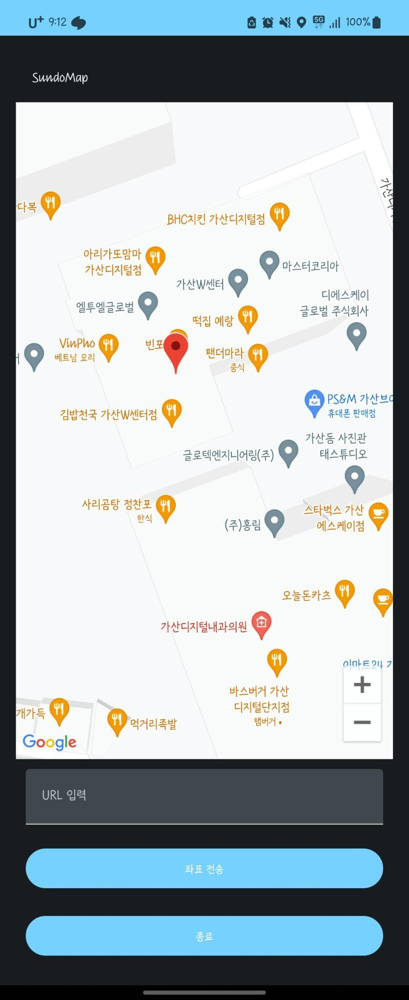 U+ 9:12 5G 100%
SundoMap
다복
BHC치킨 가산디지털점
아리가또맘마
가산디지털점
마스터코리아
가산W센터
디에스케이
글로벌 주식회사
엘투엘글로벌
떡집 예랑
VinPho
베트남 요리
빈포
팬더마라
중식
PS&M 가산브
휴대폰 판매점
김밥천국 가산W센터점
가산동 사진관
태스튜디오
글로텍엔지니어링(주)
사리곰탕 정찬포
한식
스타벅스 가산
에스케이점
(주)홍림
오늘돈카츠
가산디지털내과의원
이마트24
바스버거 가산
디지털단지점
햄버거
개가득
먹거리족발
Google
+
−
URL 입력
좌표 전송
종료